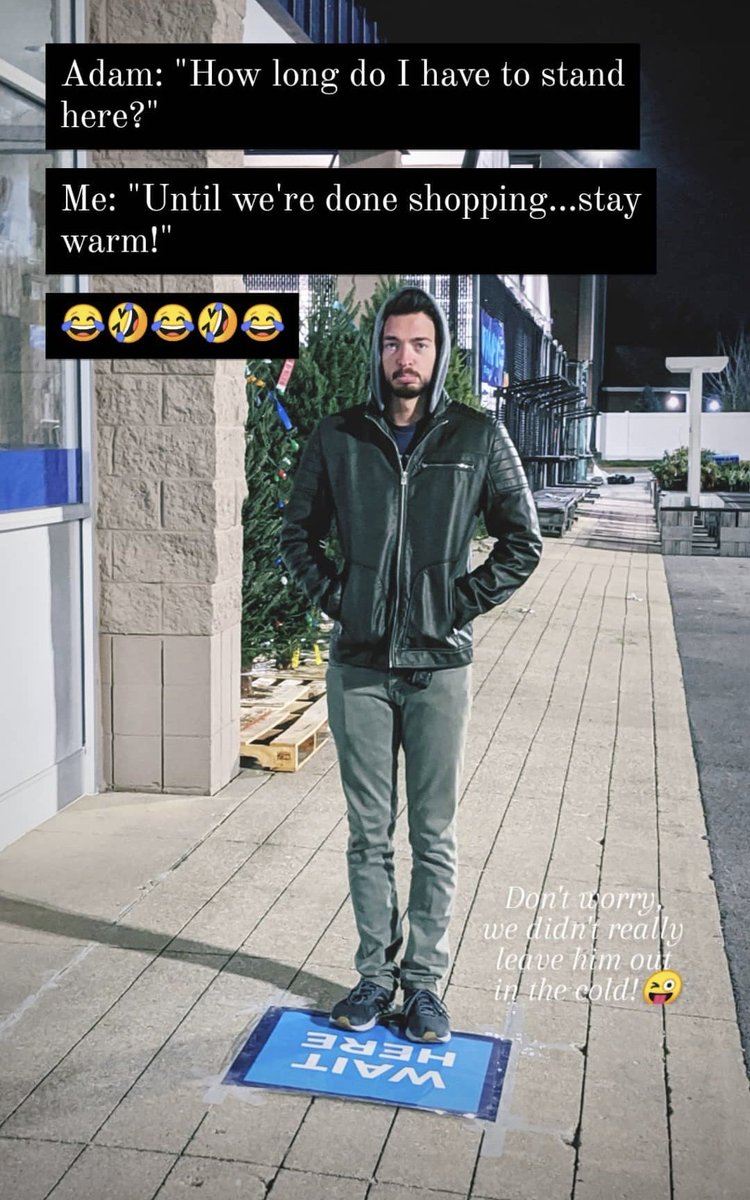 Adam: "How long do I have to stand
here?"
Me: "Until we're done shopping...stay
warm!"
😂🤣😂🤣😂
Don't worry,
we didn't really
leave him out
in the cold!😜
WAIT
HERE